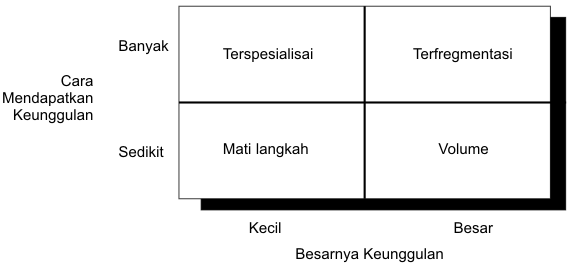 Banyak
Terspesialisai
Terfregmentasi
Cara
Mendapatkan
Keunggulan
Sedikit
Mati langkah
Volume
Kecil
Besar
Besarnya Keunggulan